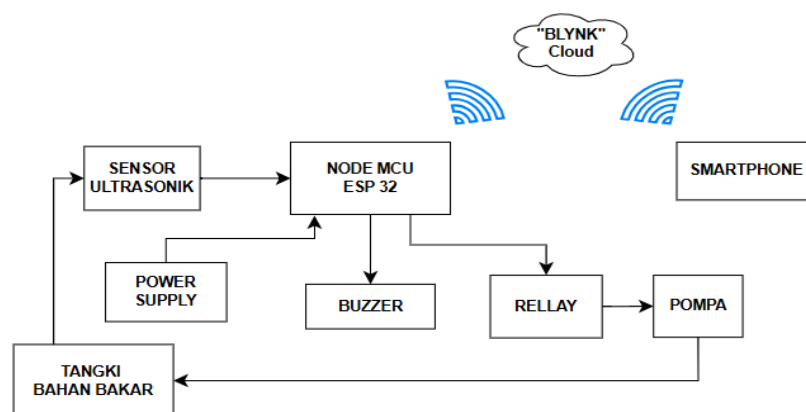 "BLYNK"
Cloud
SENSOR
ULTRASONIK
NODE MCU
ESP 32
SMARTPHONE
POWER
SUPPLY
BUZZER
RELLAY
POMPA
TANGKI
BAHAN BAKAR